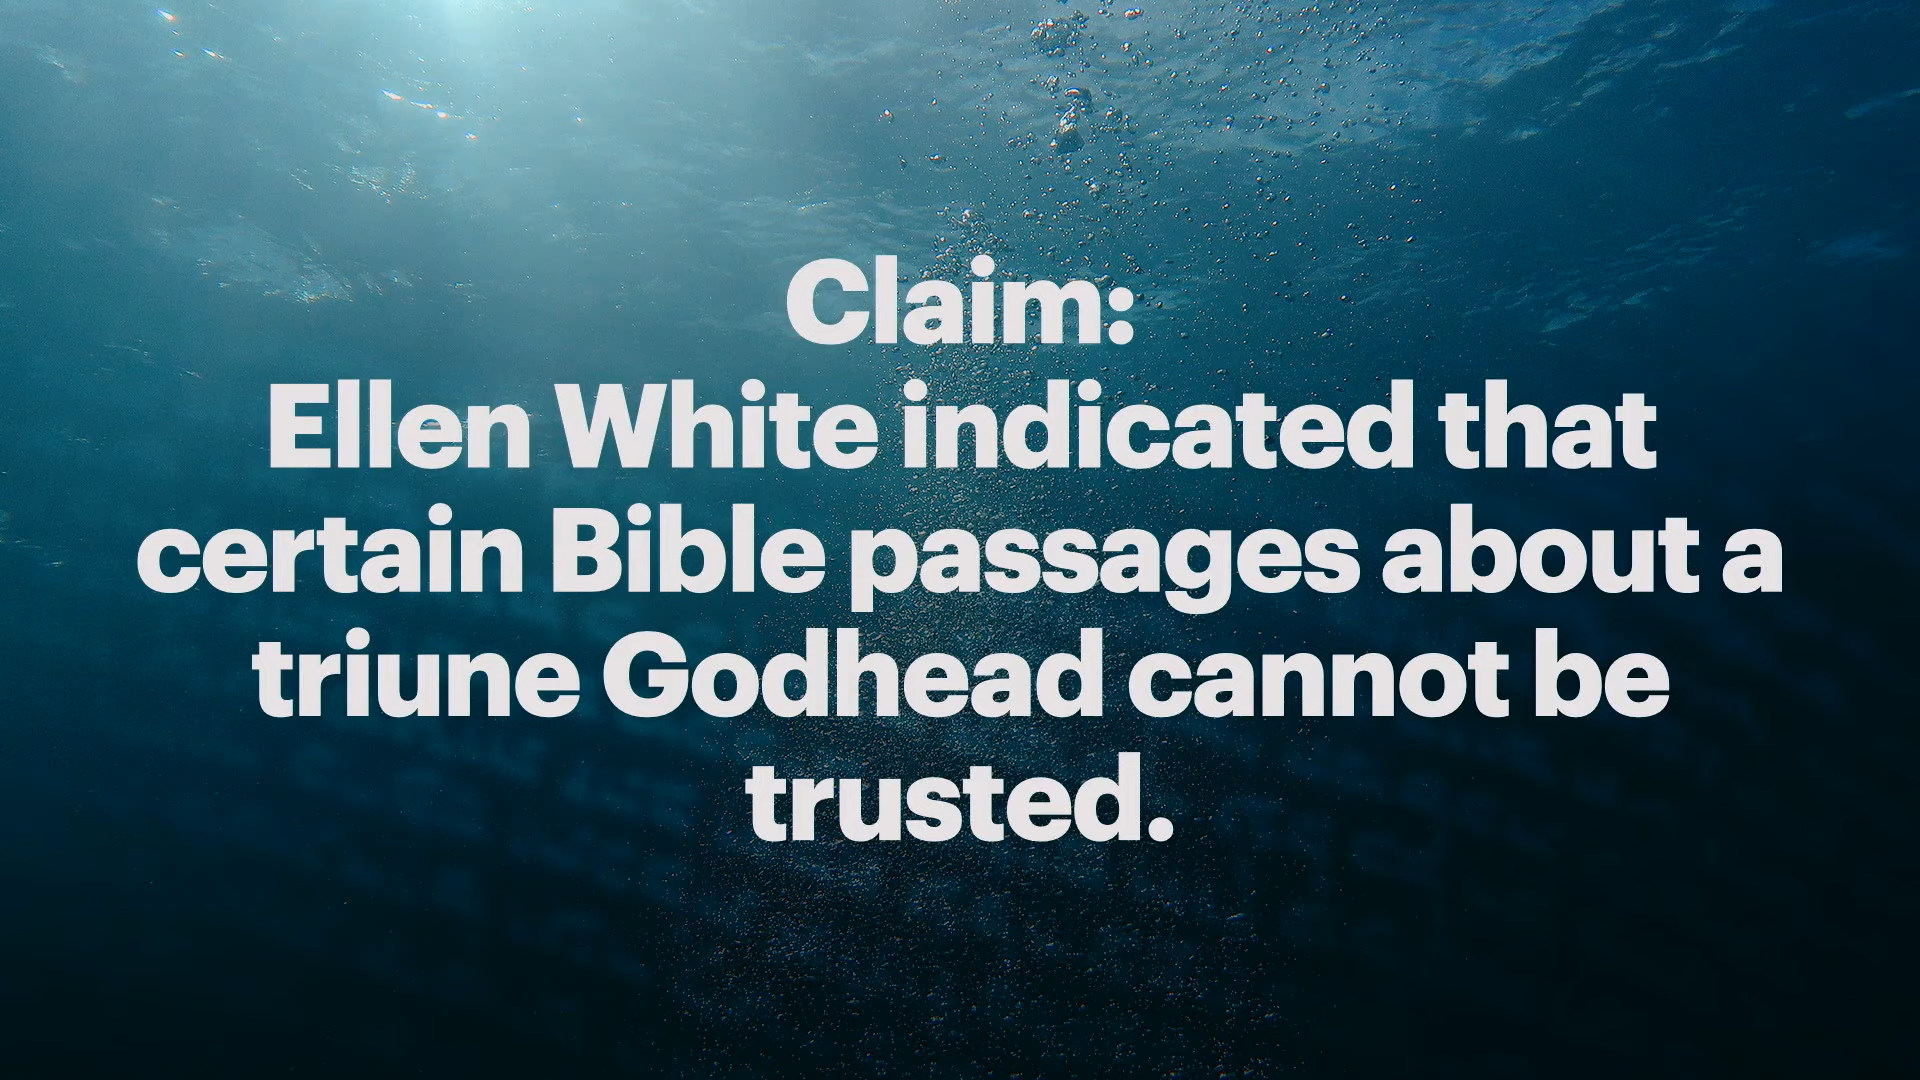 Claim:
Ellen White indicated that
certain Bible passages about a
triune Godhead cannot be
trusted.